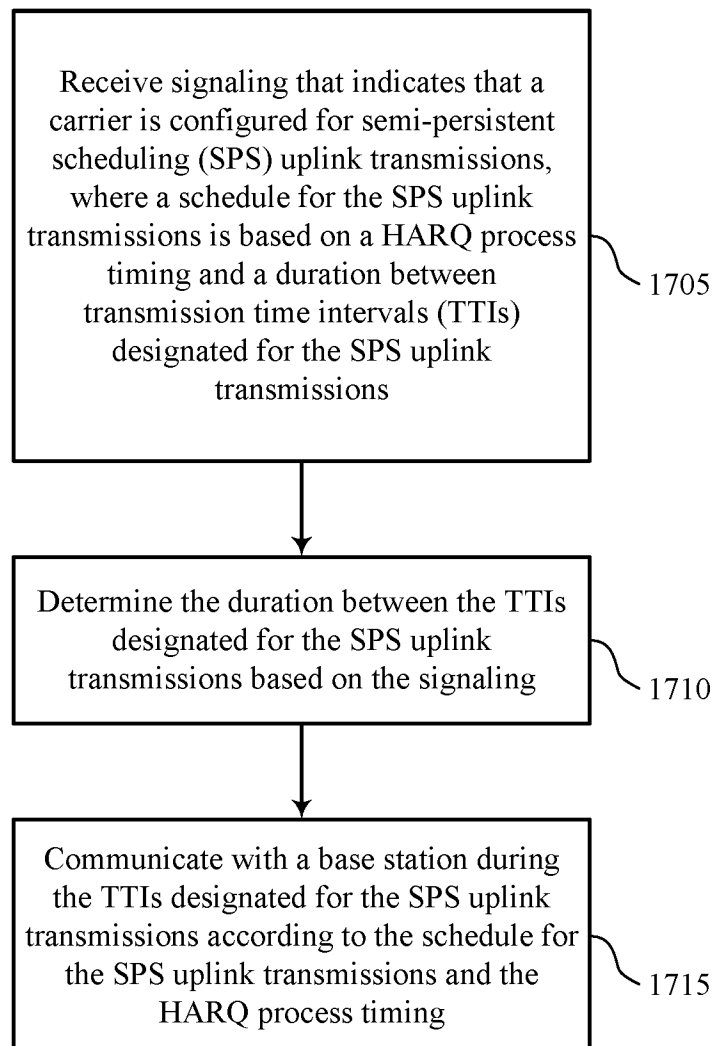 Receive signaling that indicates that a
carrier is configured for semi-persistent
scheduling (SPS) uplink transmissions,
where a schedule for the SPS uplink
transmissions is based on a HARQ process
timing and a duration between
transmission time intervals (TTIs)
designated for the SPS uplink
transmissions
1705
Determine the duration between the TTIs
designated for the SPS uplink
transmissions based on the signaling
1710
Communicate with a base station during
the TTIs designated for the SPS uplink
transmissions according to the schedule for
the SPS uplink transmissions and the
HARQ process timing
1715